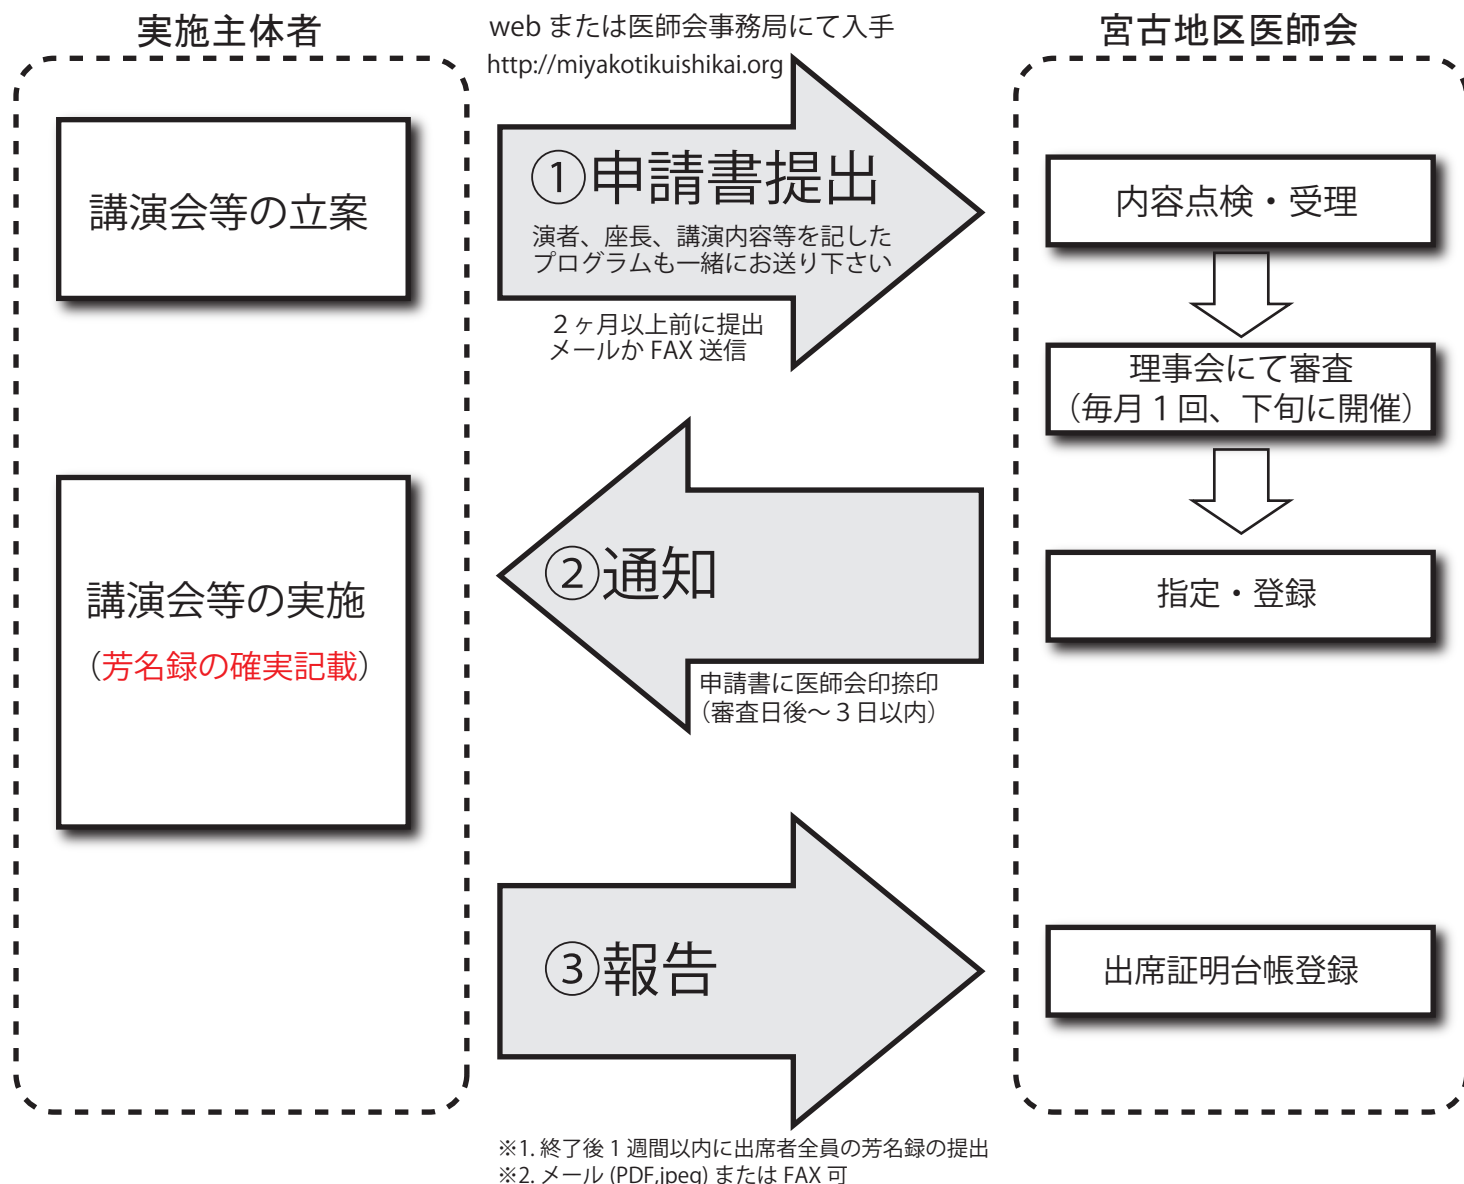 実施主体者
web または医師会事務局にて入手
http://miyakotikuishikai.org
宮古地区医師会
講演会等の立案
①申請書提出
演者、座長、講演内容等を記した
プログラムも一緒にお送り下さい
２ヶ月以上前に提出
メールか FAX 送信
内容点検・受理
理事会にて審査
（毎月１回、下旬に開催）
指定・登録
②通知
申請書に医師会印捺印
（審査日後～３日以内）
講演会等の実施
（芳名録の確実記載）
③報告
出席証明台帳登録
※1. 終了後 1 週間以内に出席者全員の芳名録の提出
※2. メール (PDF,jpeg) または FAX 可